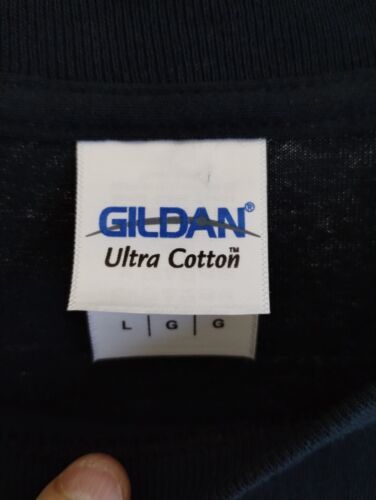 GILDAN®
Ultra Cotton™
L | G | G